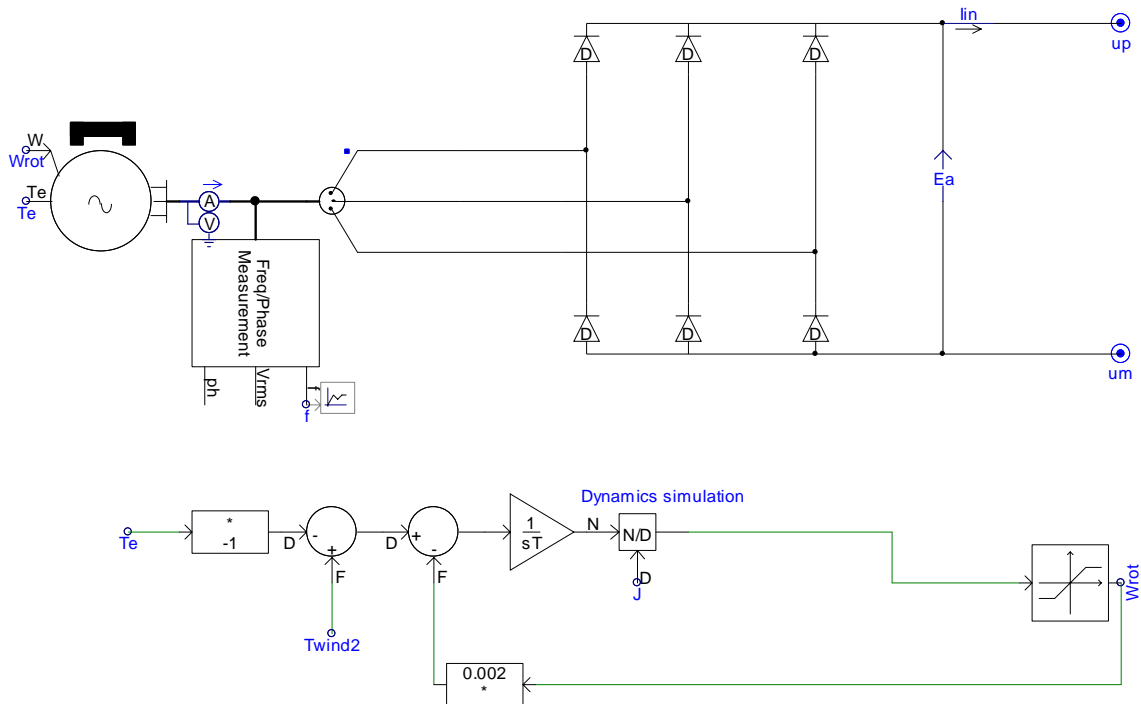 Iin
up
D
D
D
W
Wrot
Te
Te
A
V
Ea
Freq/Phase
Measurement
D
D
D
ph
Vrms
f
f
um
Dynamics simulation
Te
*
-1
D
-
+
F
Twind2
D
+
-
F
1
sT
N
N/D
D
J
Wrot
0.002
*